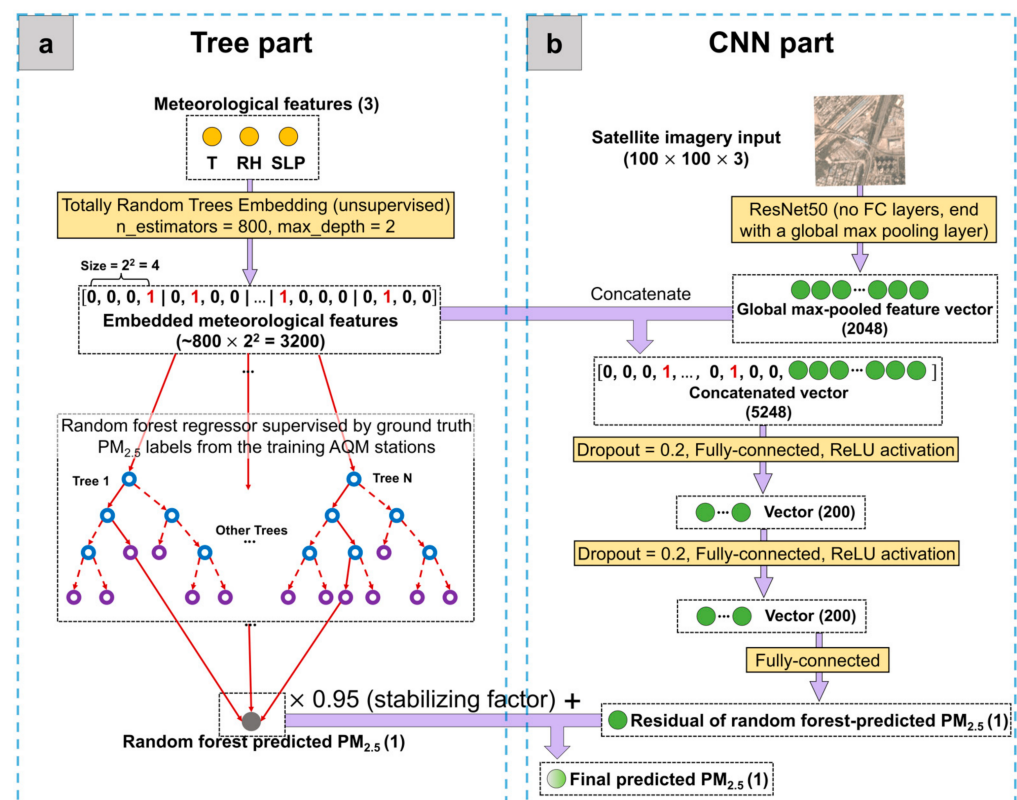 a
Tree part
Meteorological features (3)
T RH SLP
Totally Random Trees Embedding (unsupervised)
n_estimators = 800, max_depth = 2
Size = 2² = 4
[0, 0, 0, 1 | 0, 1, 0, 0 | ... | 1, 0, 0, 0 | 0, 1, 0, 0]
Embedded meteorological features
(~800 × 2² = 3200)
...
Random forest regressor supervised by ground truth
PM₂.₅ labels from the training AQM stations
Tree 1
Tree N
Other Trees
...
...
× 0.95 (stabilizing factor) +
Random forest predicted PM₂.₅ (1)
b
CNN part
Satellite imagery input
(100 × 100 × 3)
ResNet50 (no FC layers, end
with a global max pooling layer)
...
Global max-pooled feature vector
(2048)
Concatenate
[0, 0, 0, 1, ..., 0, 1, 0, 0, ... ]
Concatenated vector
(5248)
Dropout = 0.2, Fully-connected, ReLU activation
... Vector (200)
Dropout = 0.2, Fully-connected, ReLU activation
... Vector (200)
Fully-connected
Residual of random forest-predicted PM₂.₅ (1)
Final predicted PM₂.₅ (1)